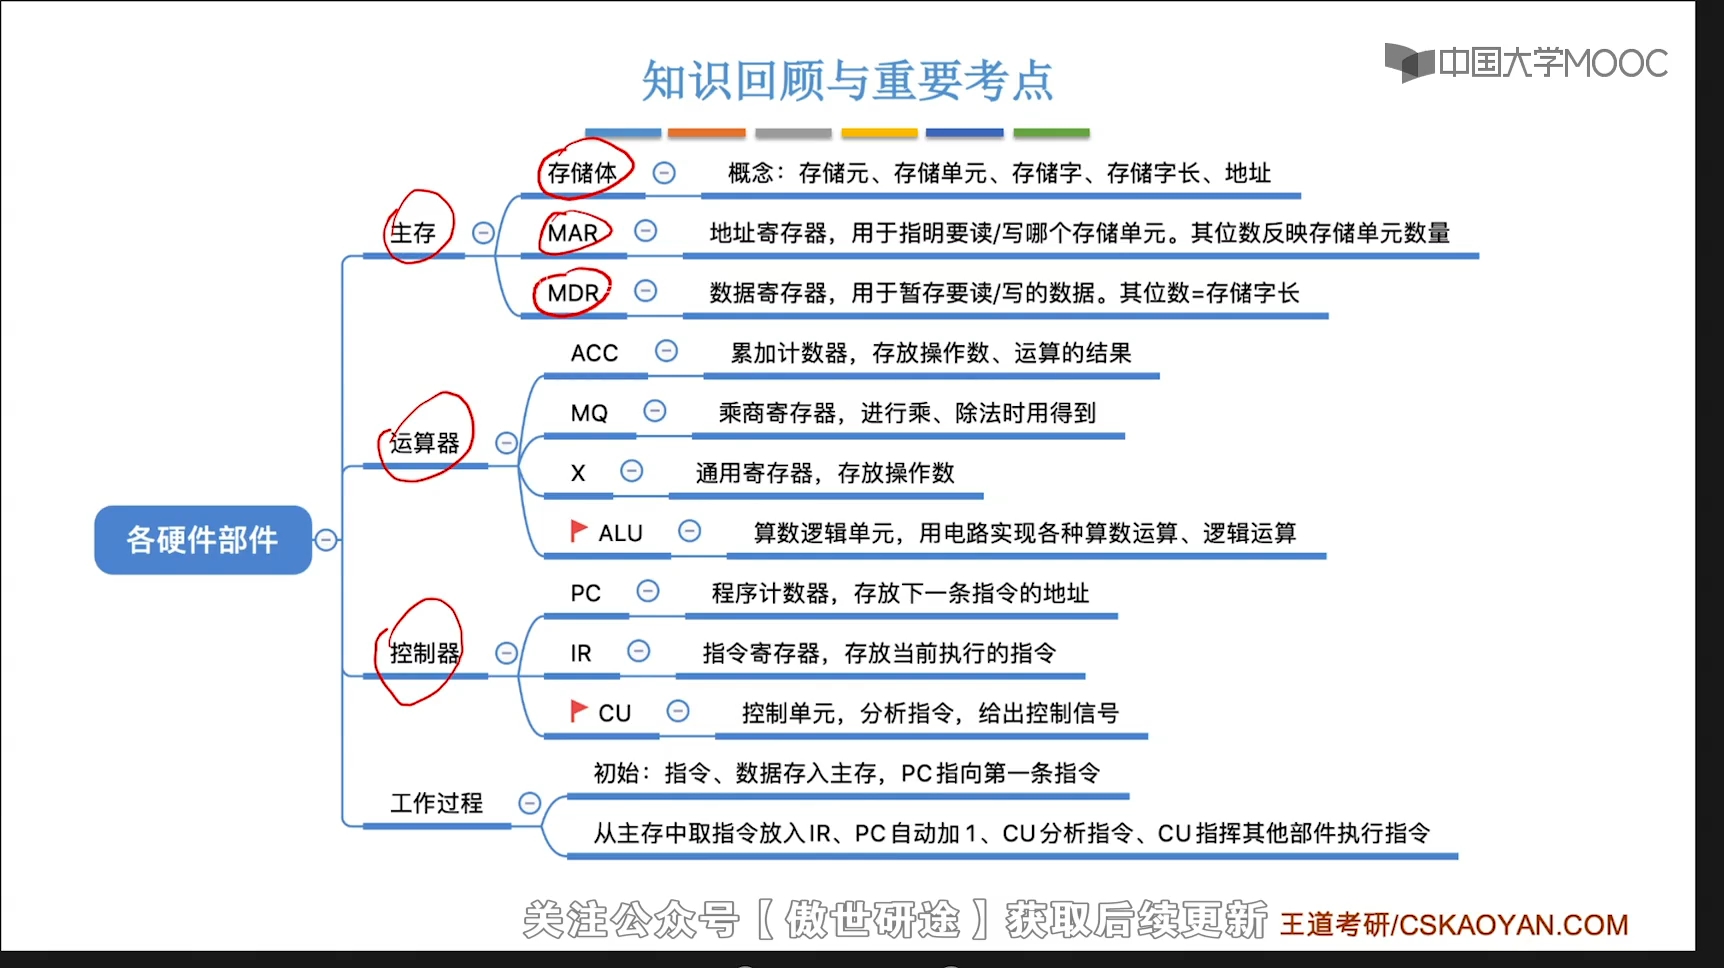 中国大学MOOC
知识回顾与重要考点
存储体
概念：存储元、存储单元、存储字、存储字长、地址
主存
MAR
地址寄存器，用于指明要读/写哪个存储单元。其位数反映存储单元数量
MDR
数据寄存器，用于暂存要读/写的数据。其位数=存储字长
ACC
累加计数器，存放操作数、运算的结果
MQ
乘商寄存器，进行乘、除法时用得到
运算器
X
通用寄存器，存放操作数
ALU
算数逻辑单元，用电路实现各种算数运算、逻辑运算
各硬件部件
PC
程序计数器，存放下一条指令的地址
控制器
IR
指令寄存器，存放当前执行的指令
CU
控制单元，分析指令，给出控制信号
工作过程
初始：指令、数据存入主存，PC指向第一条指令
从主存中取指令放入IR、PC自动加1、CU分析指令、CU指挥其他部件执行指令
关注公众号【傲世研途】获取后续更新
王道考研/CSKAOYAN.COM